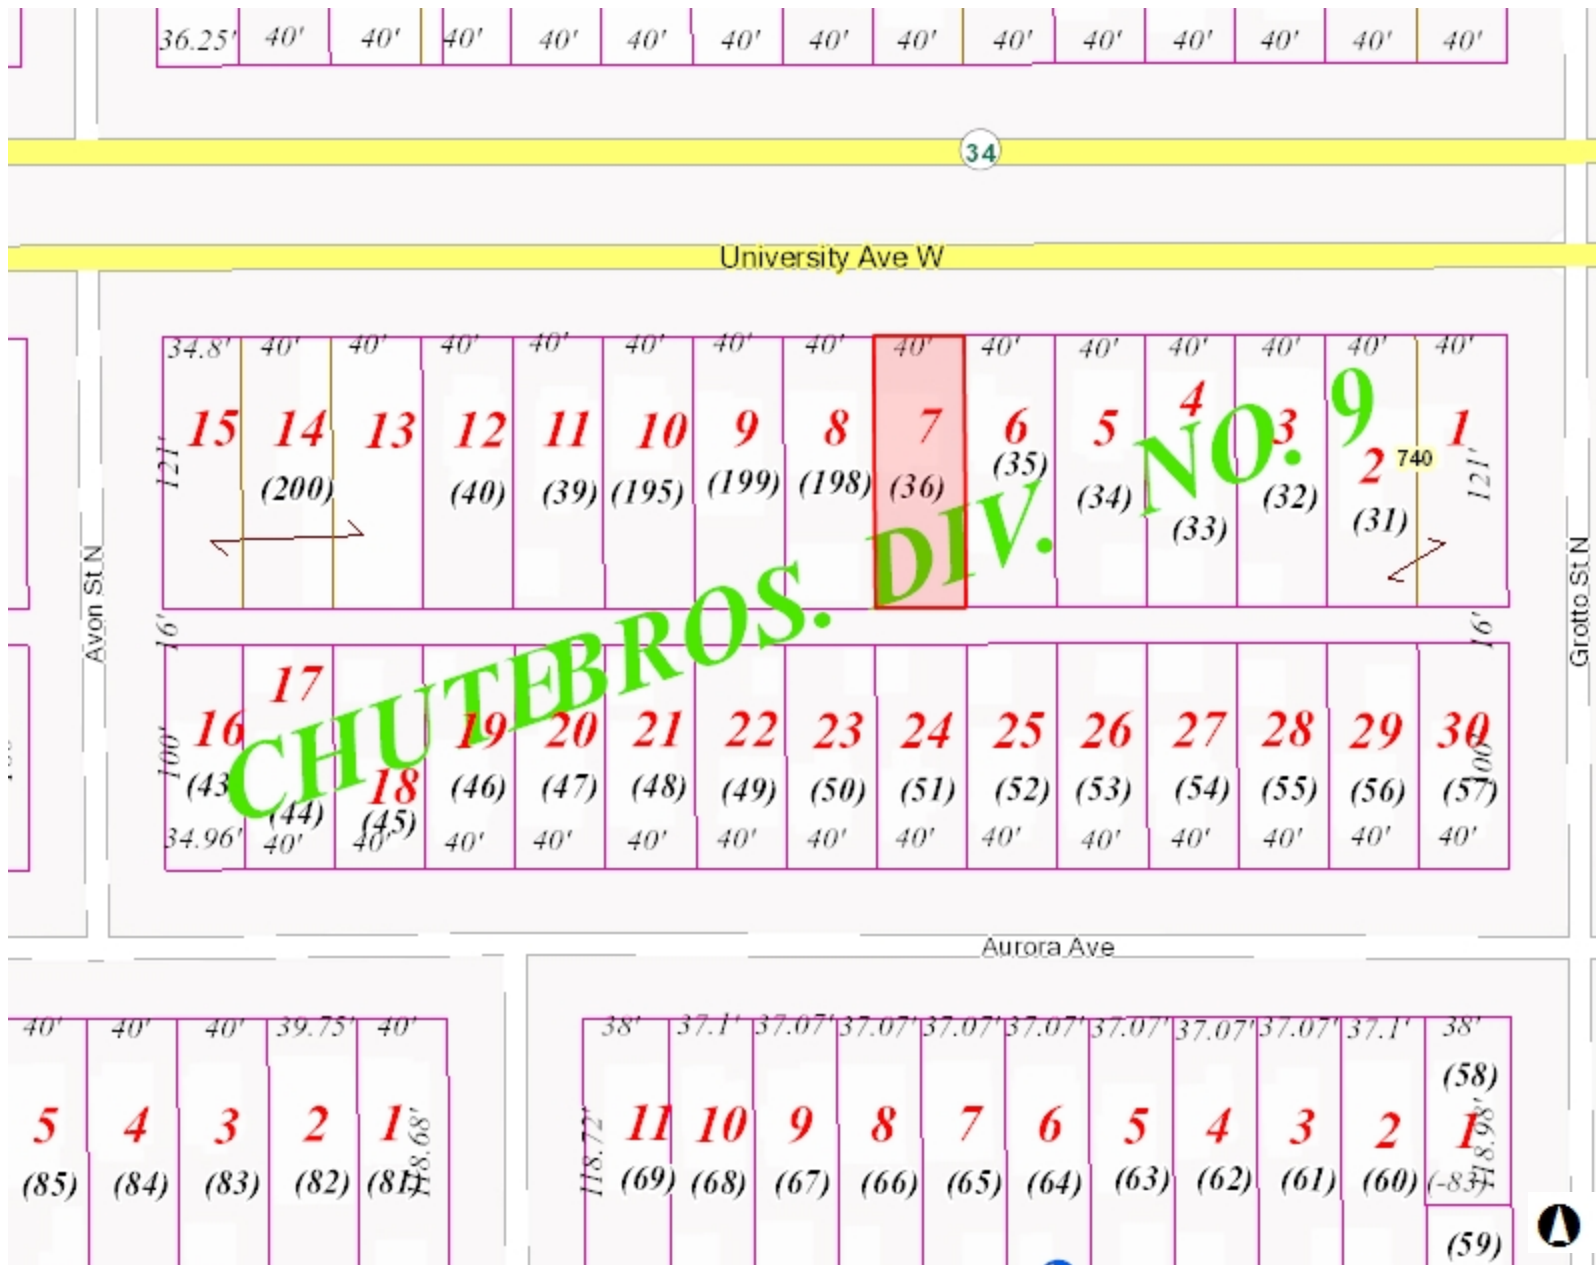 36.25' 40' 40' 40' 40' 40' 40' 40' 40' 40' 40' 40' 40' 40' 40'
34
University Ave W
34.8' 40' 40' 40' 40' 40' 40' 40' 40' 40' 40' 40' 40' 40' 40'
15 14 13 12 11 10 9 8 7 6 5 4 3 2 1
121' (200) (40) (39) (195) (199) (198) (36) (35) (34) (33) (32) (31) 740 121'
CHUTE BROS. DIV. NO. 9
Avon St N
Grotto St N
16' 16'
16 17 18 19 20 21 22 23 24 25 26 27 28 29 30
100' (43 (44) (45) (46) (47) (48) (49) (50) (51) (52) (53) (54) (55) (56) (57) 100'
34.96' 40' 40' 40' 40' 40' 40' 40' 40' 40' 40' 40' 40' 40' 40'
Aurora Ave
40' 40' 40' 39.75' 40'
5 4 3 2 1
118.68'
(85) (84) (83) (82) (81)
38' 37.1' 37.07' 37.07' 37.07' 37.07' 37.07' 37.07' 37.07' 37.1' 38'
(58)
118.72' 11 10 9 8 7 6 5 4 3 2 1 118.98'
(69) (68) (67) (66) (65) (64) (63) (62) (61) (60) (-83)
(59)